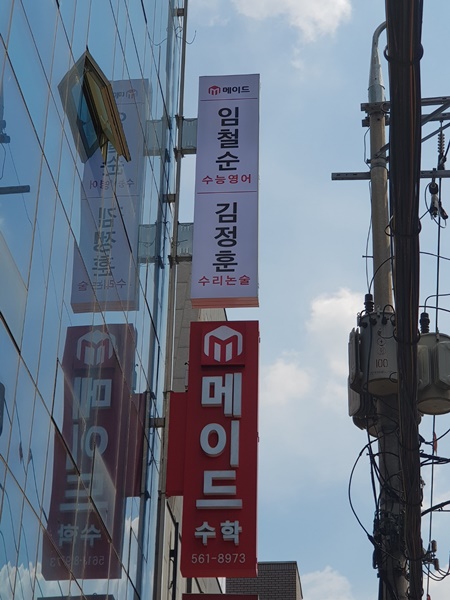 메이드
임철순
수능영어
김정훈
수리논술
메이드
수학
561-8973
100